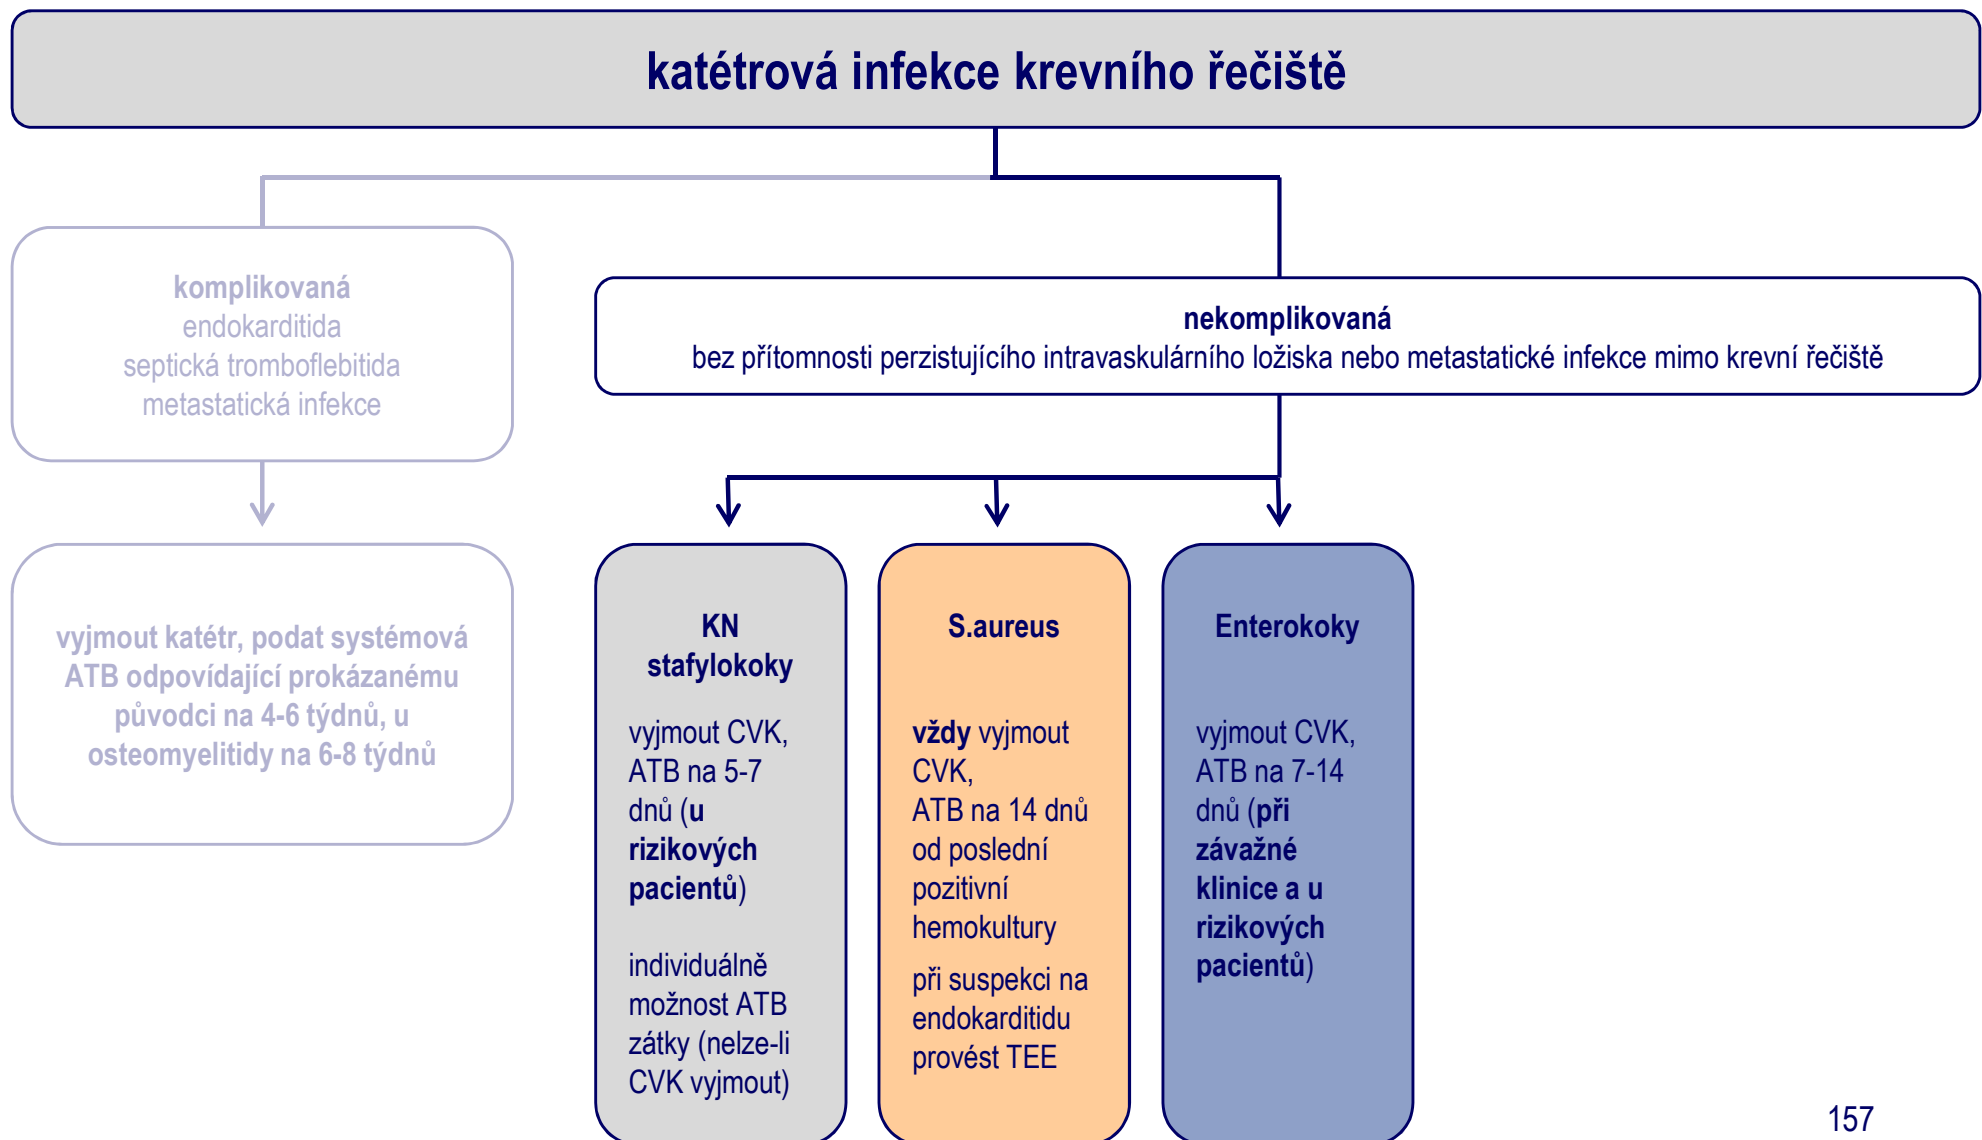 katétrová infekce krevního řečiště
komplikovaná
endokarditida
septická tromboflebitida
metastatická infekce
nekomplikovaná
bez přítomnosti perzistujícího intravaskulárního ložiska nebo metastatické infekce mimo krevní řečiště
vyjmout katétr, podat systémová
ATB odpovídající prokázanému
původci na 4-6 týdnů, u
osteomyelitidy na 6-8 týdnů
KN
stafylokoky
vyjmout CVK,
ATB na 5-7
dnů (u
rizikových
pacientů)
individuálně
možnost ATB
zátky (nelze-li
CVK vyjmout)
S.aureus
vždy vyjmout
CVK,
ATB na 14 dnů
od poslední
pozitivní
hemokultury
při suspekci na
endokarditidu
provést TEE
Enterokoky
vyjmout CVK,
ATB na 7-14
dnů (při
závažné
klinice a u
rizikových
pacientů)
157